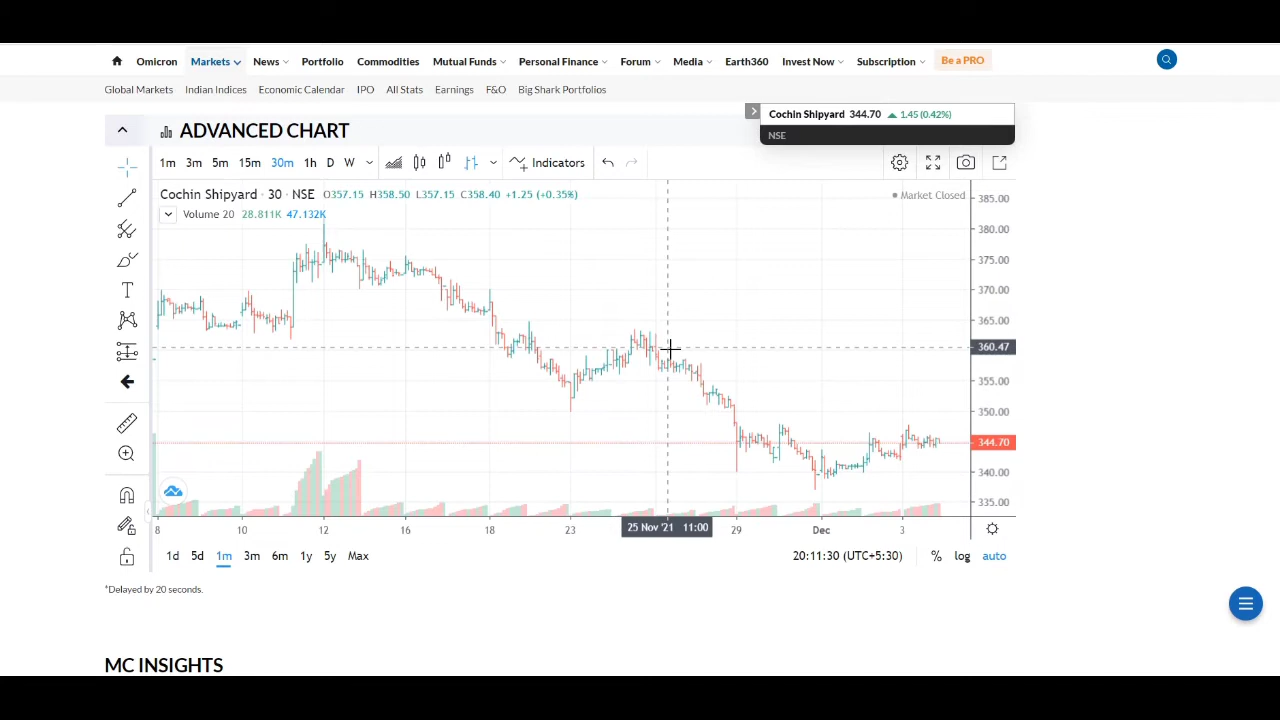 Omicron Markets News Portfolio Commodities Mutual Funds Personal Finance Forum Media Earth360 Invest Now Subscription Be a PRO
Global Markets Indian Indices Economic Calendar IPO All Stats Earnings F&O Big Shark Portfolios
Cochin Shipyard 344.70 ▲ 1.45 (0.42%)
NSE
ADVANCED CHART
1m 3m 5m 15m 30m 1h D W Indicators
Cochin Shipyard · 30 · NSE O357.15 H358.50 L357.15 C358.40 +1.25 (+0.35%)
Market Closed
Volume 20 28.811K 47.132K
385.00
380.00
375.00
370.00
365.00
360.47
355.00
350.00
344.70
340.00
335.00
8 10 12 16 18 23 25 Nov '21 11:00 29 Dec 3
1d 5d 1m 3m 6m 1y 5y Max 20:11:30 (UTC+5:30) % log auto
*Delayed by 20 seconds.
MC INSIGHTS